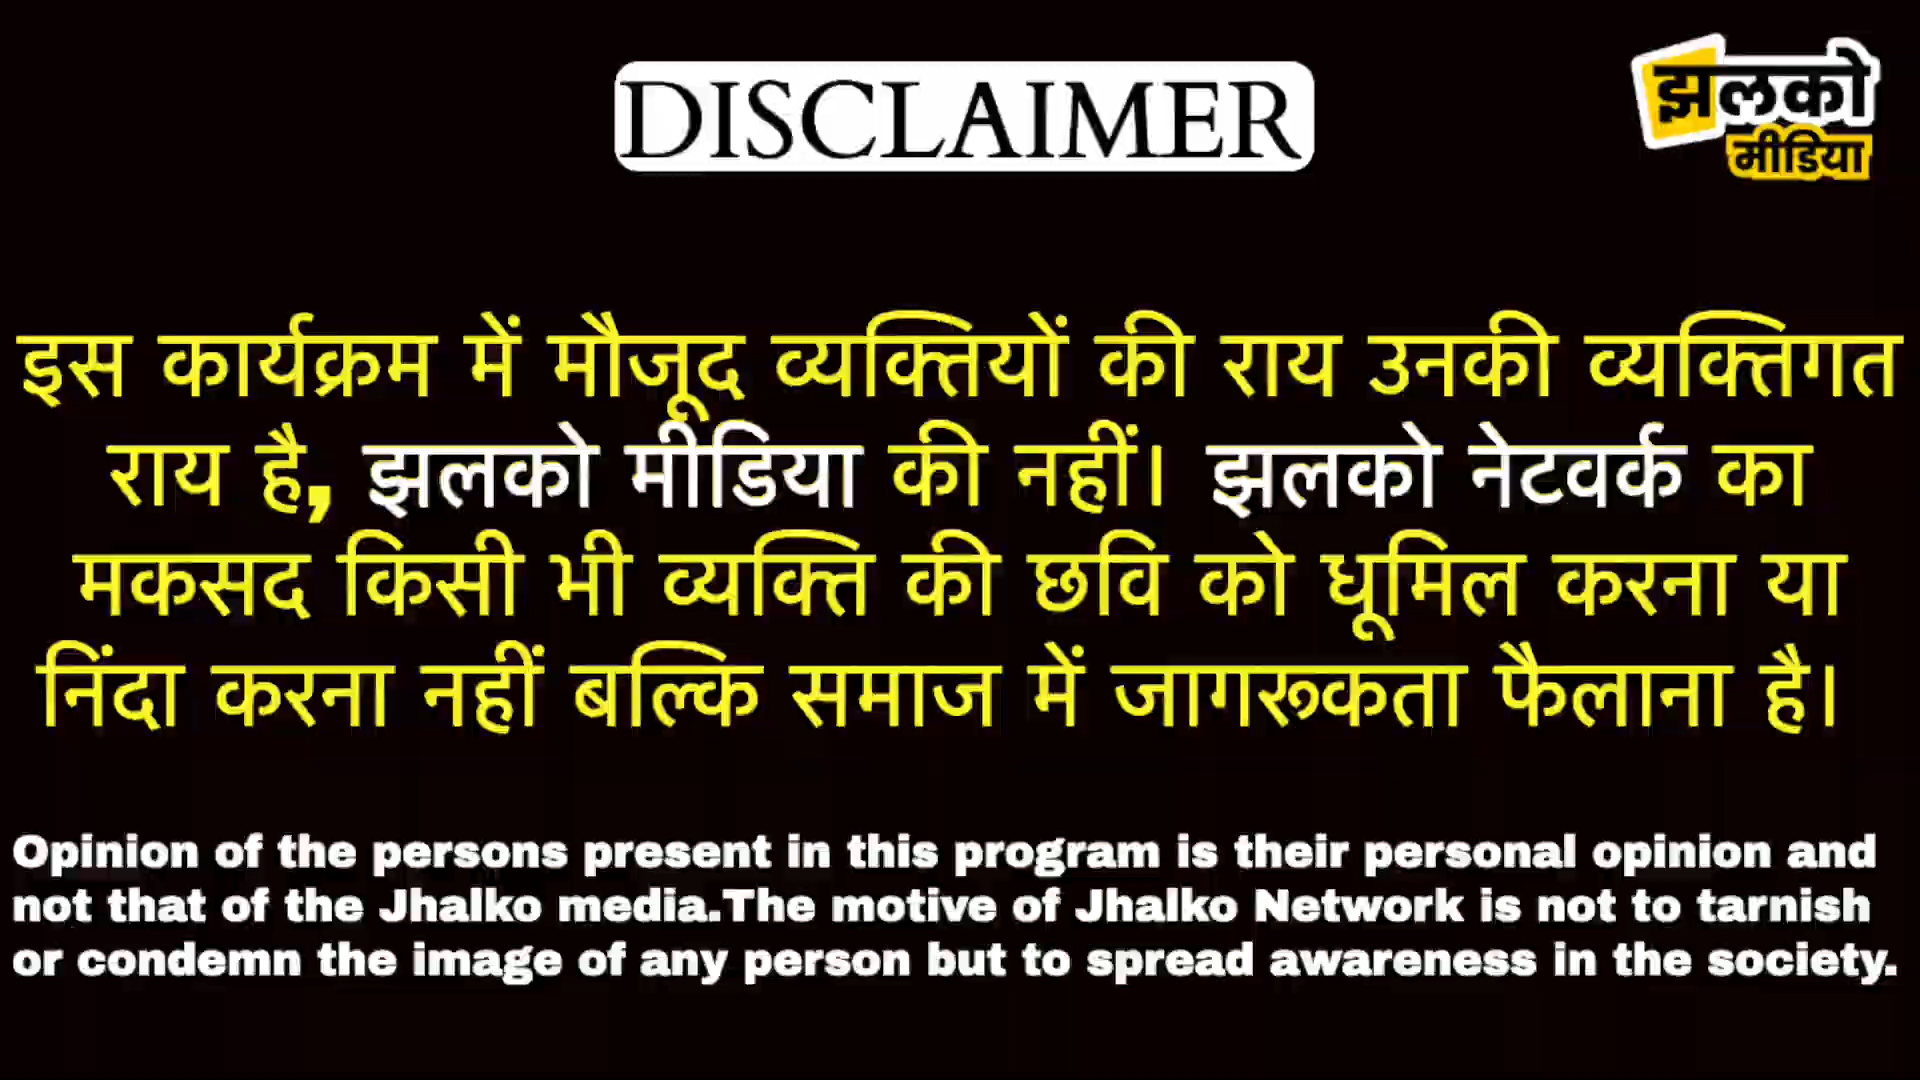 DISCLAIMER
झलको
मीडिया
इस कार्यक्रम में मौजूद व्यक्तियों की राय उनकी व्यक्तिगत
राय है, झलको मीडिया की नहीं। झलको नेटवर्क का
मकसद किसी भी व्यक्ति की छवि को धूमिल करना या
निंदा करना नहीं बल्कि समाज में जागरूकता फैलाना है।
Opinion of the persons present in this program is their personal opinion and
not that of the Jhalko media.The motive of Jhalko Network is not to tarnish
or condemn the image of any person but to spread awareness in the society.